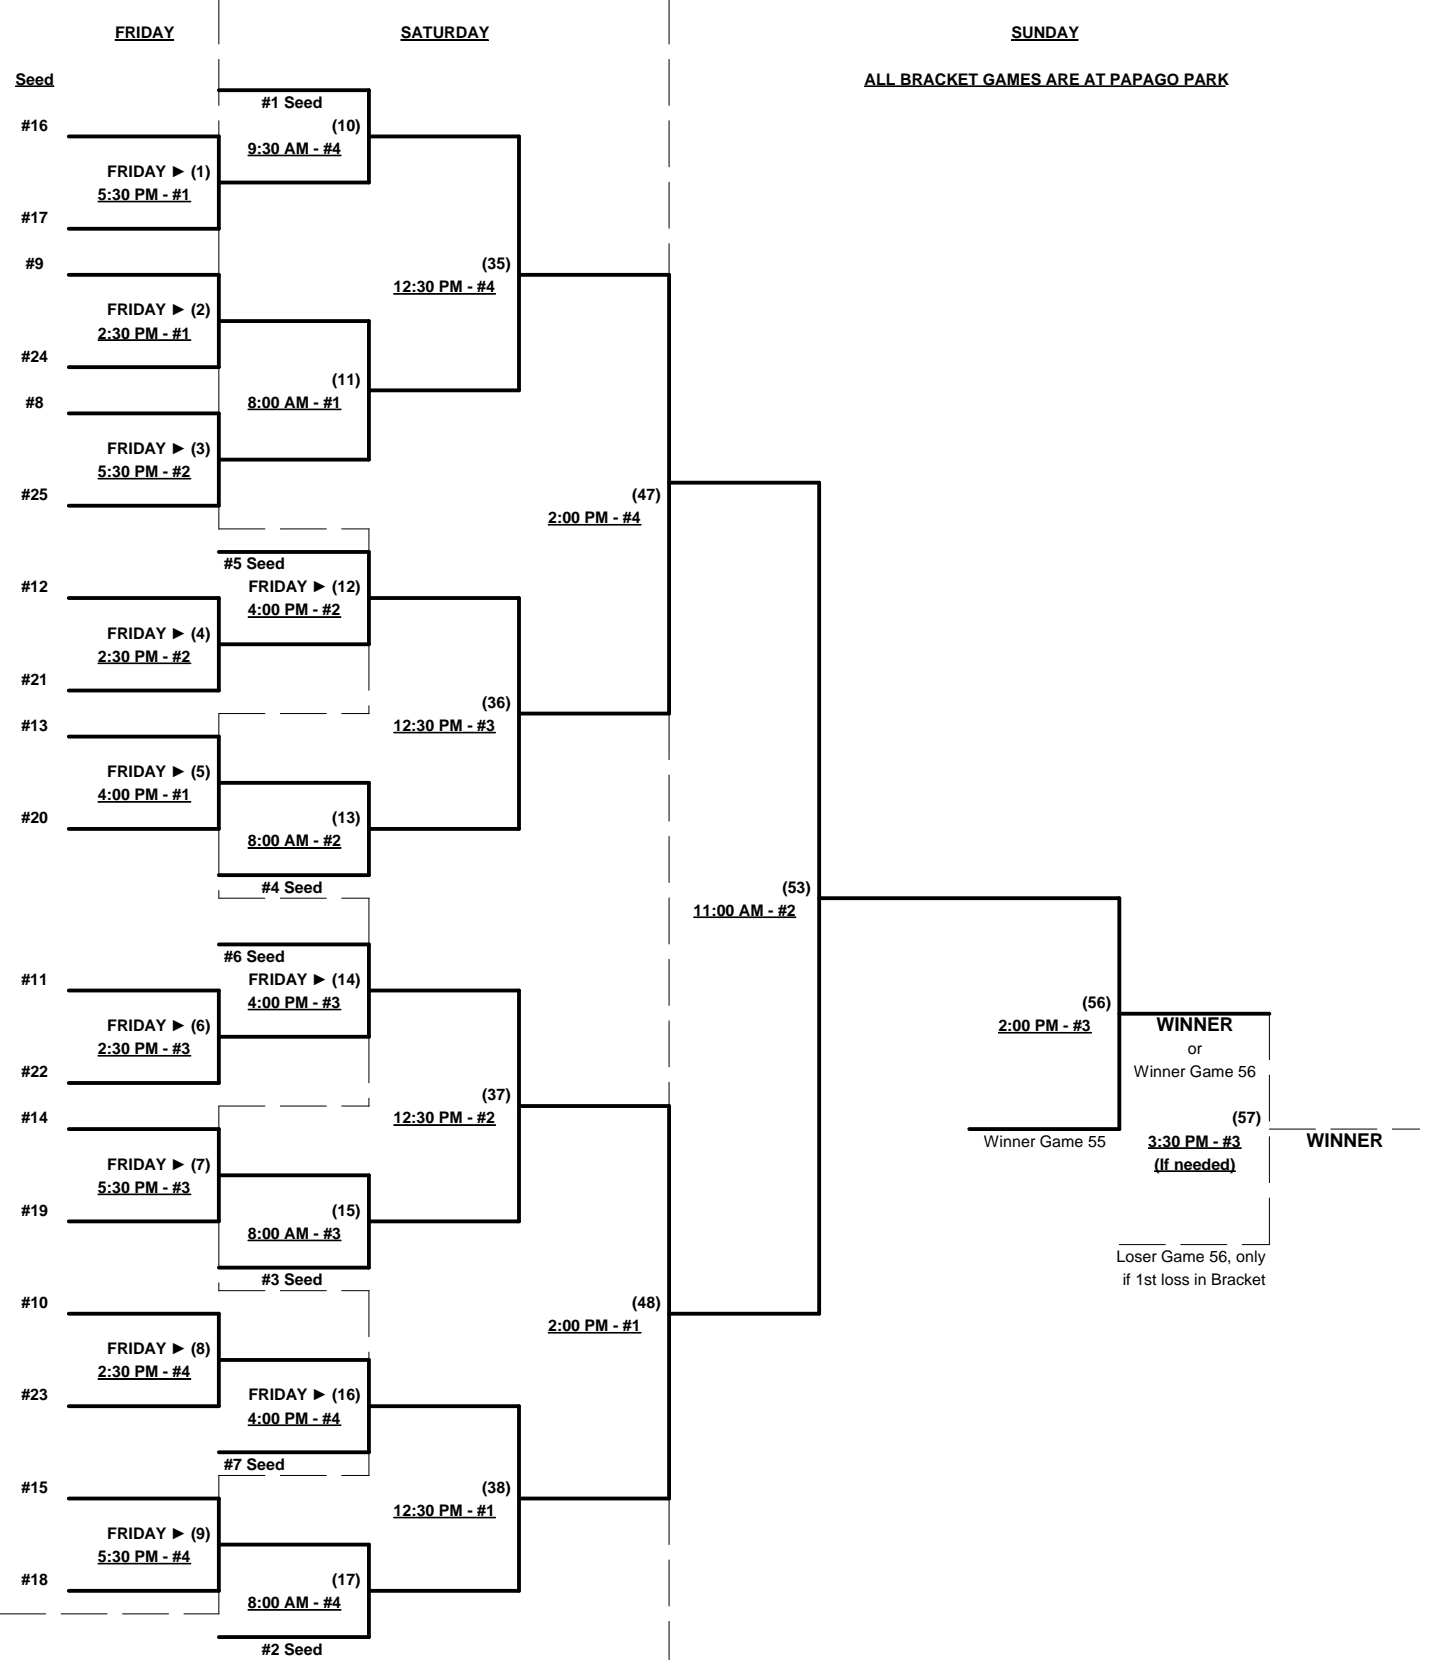 FRIDAY
SATURDAY
SUNDAY
Seed
ALL BRACKET GAMES ARE AT PAPAGO PARK
#1 Seed
#16
(10)
9:30 AM - #4
FRIDAY ► (1)
5:30 PM - #1
#17
#9
(35)
12:30 PM - #4
FRIDAY ► (2)
2:30 PM - #1
#24
(11)
8:00 AM - #1
#8
FRIDAY ► (3)
5:30 PM - #2
#25
(47)
2:00 PM - #4
#5 Seed
#12
FRIDAY ► (12)
4:00 PM - #2
FRIDAY ► (4)
2:30 PM - #2
#21
(36)
12:30 PM - #3
#13
FRIDAY ► (5)
4:00 PM - #1
#20
(13)
8:00 AM - #2
#4 Seed
(53)
11:00 AM - #2
#6 Seed
#11
FRIDAY ► (14)
4:00 PM - #3
(56)
2:00 PM - #3
WINNER
or
Winner Game 56
FRIDAY ► (6)
2:30 PM - #3
#22
(37)
12:30 PM - #2
#14
(57)
3:30 PM - #3
(If needed)
Winner Game 55
WINNER
FRIDAY ► (7)
5:30 PM - #3
#19
(15)
8:00 AM - #3
#3 Seed
Loser Game 56, only
if 1st loss in Bracket
#10
(48)
2:00 PM - #1
FRIDAY ► (8)
2:30 PM - #4
#23
FRIDAY ► (16)
4:00 PM - #4
#7 Seed
#15
(38)
12:30 PM - #1
FRIDAY ► (9)
5:30 PM - #4
#18
(17)
8:00 AM - #4
#2 Seed